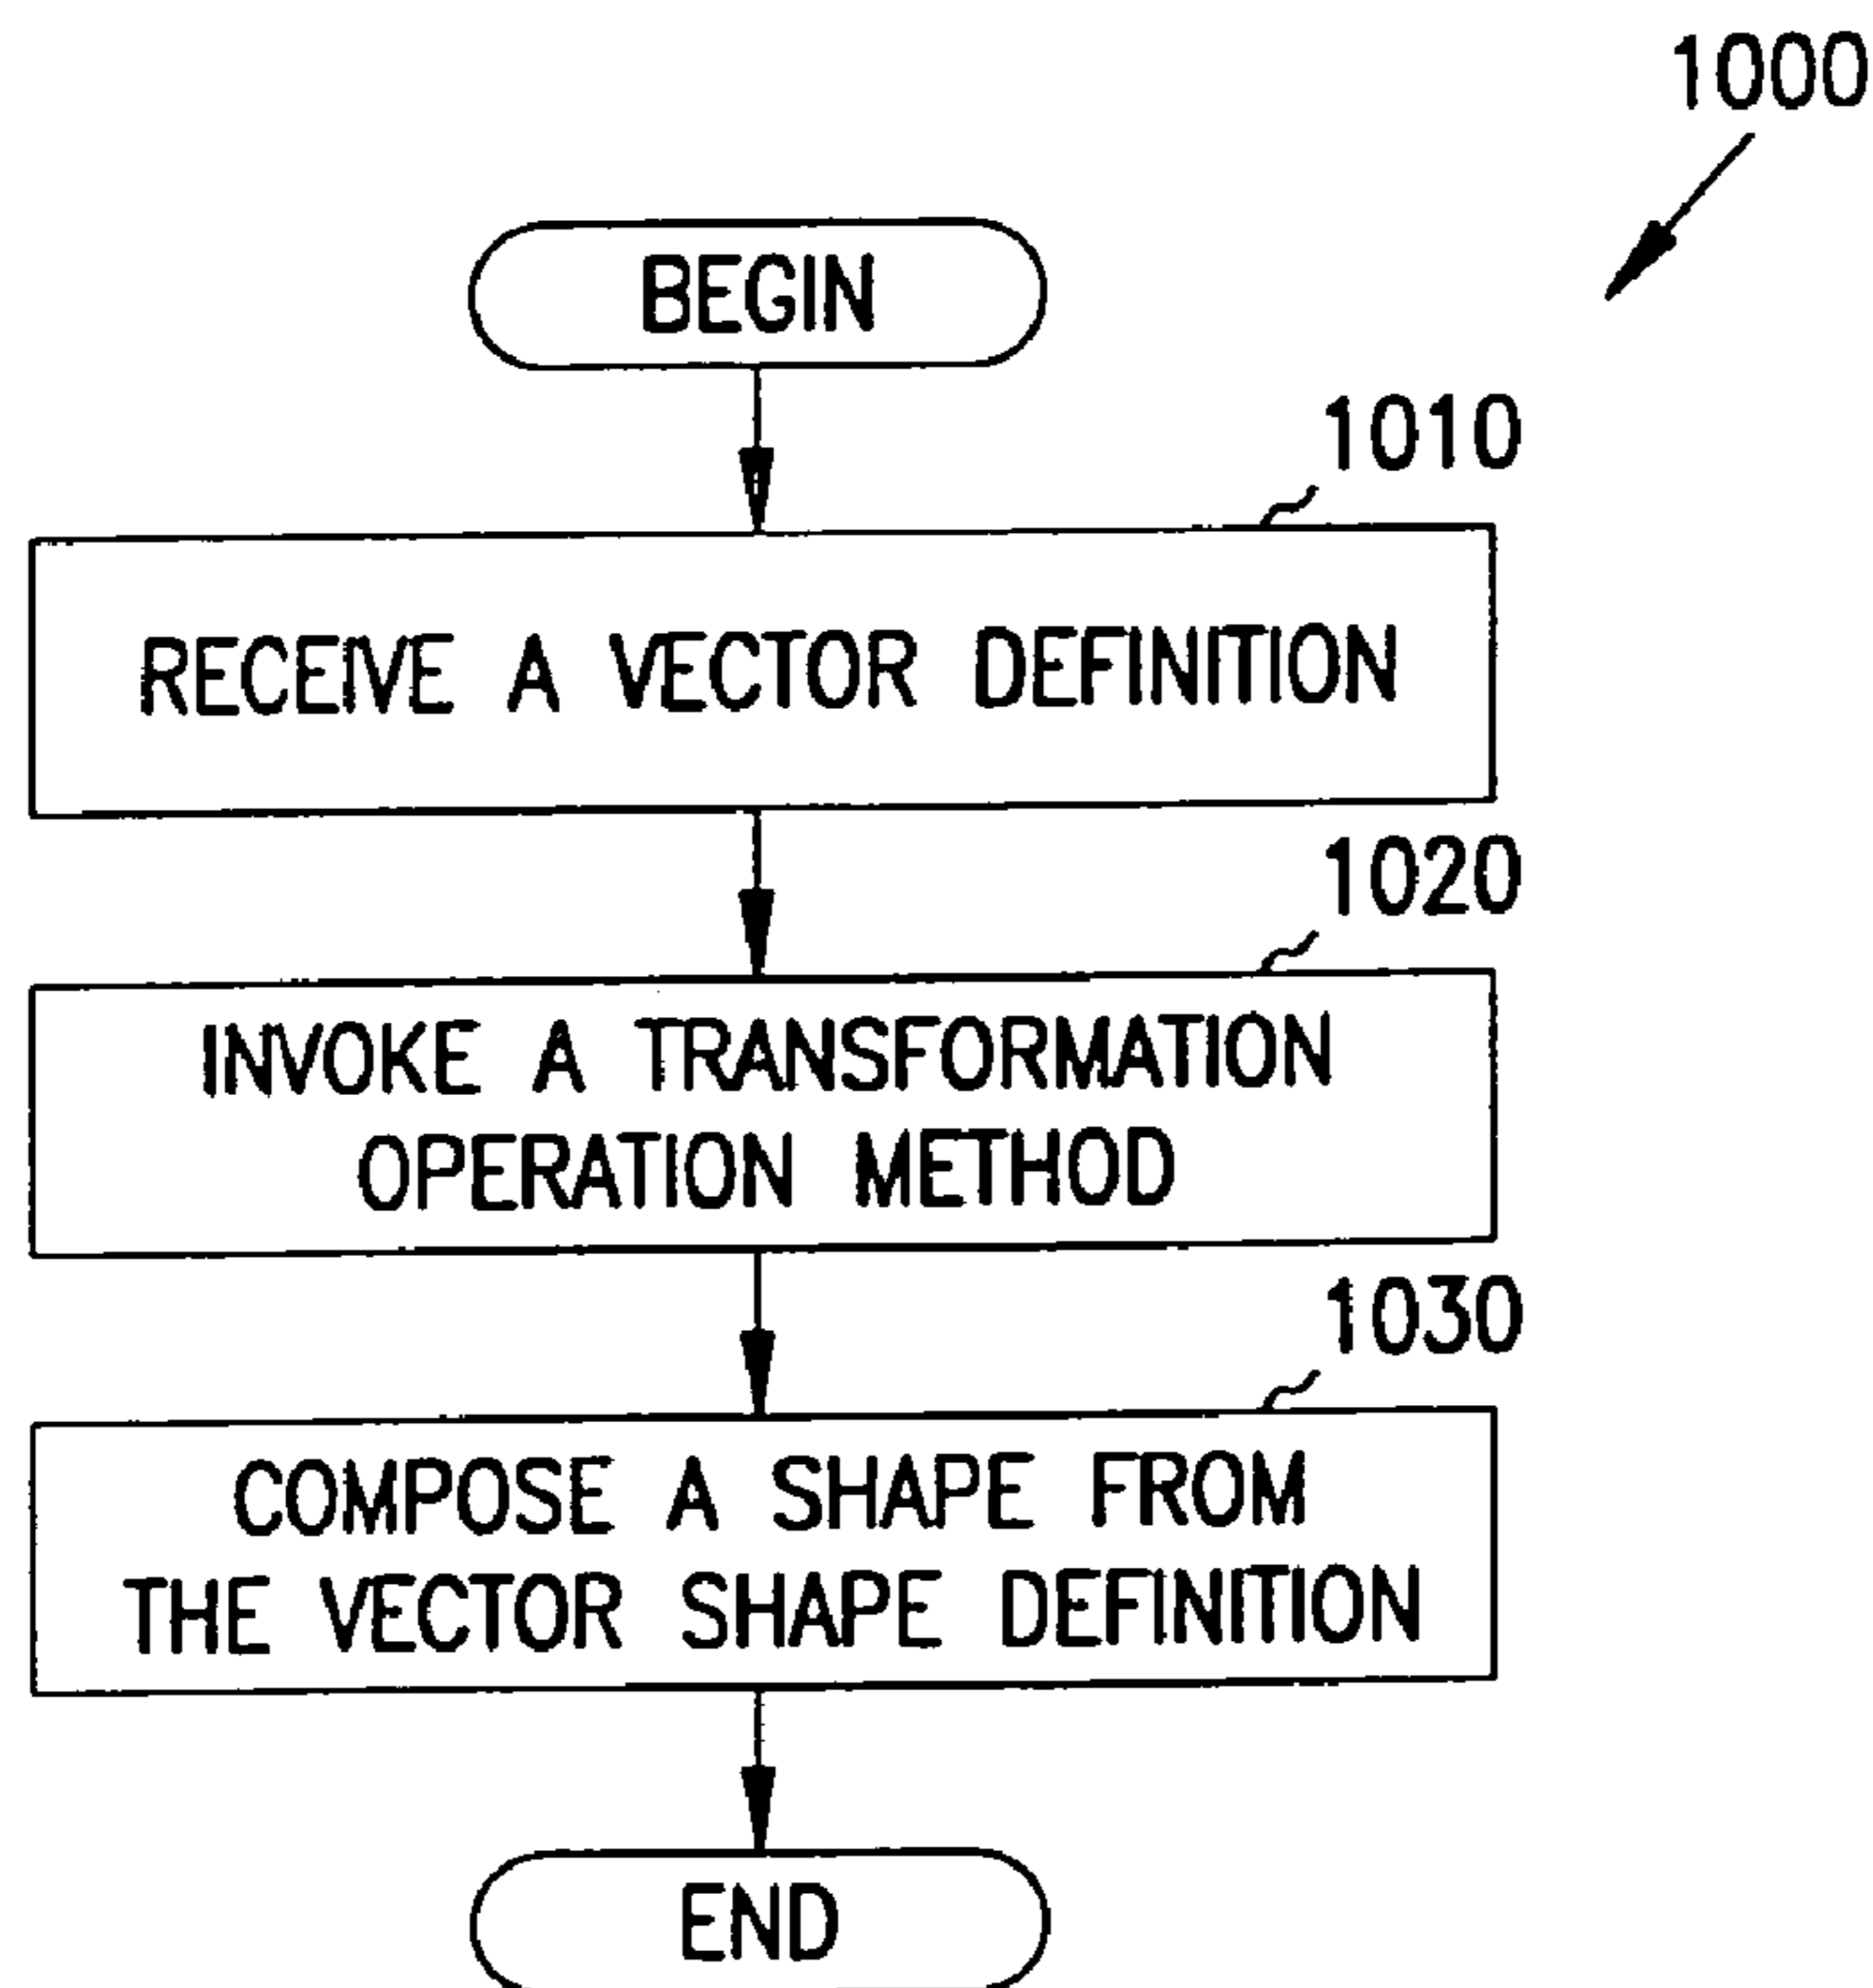 1000
BEGIN
1010
RECEIVE A VECTOR DEFINITION
1020
INVOKE A TRANSFORMATION
OPERATION METHOD
1030
COMPOSE A SHAPE FROM
THE VECTOR SHAPE DEFINITION
END